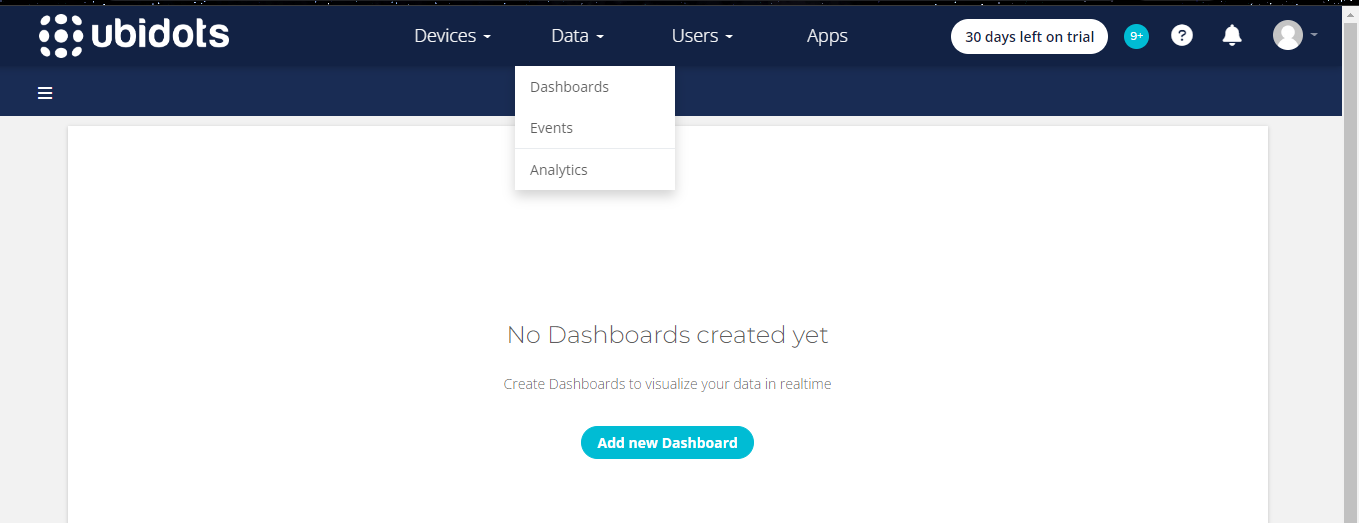 ubidots
Devices
Data
Users
Apps
30 days left on trial
9+
?
Dashboards
Events
Analytics
No Dashboards created yet
Create Dashboards to visualize your data in realtime
Add new Dashboard